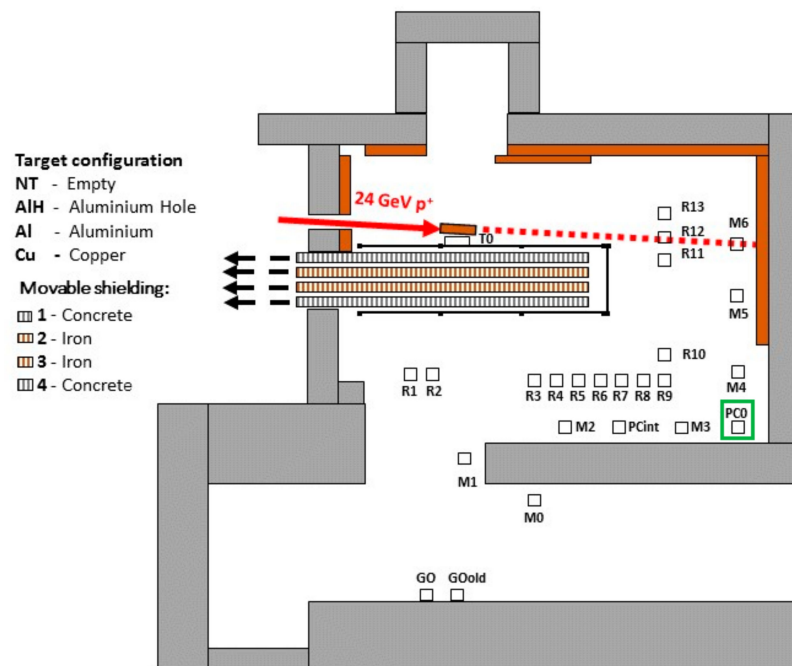 Target configuration
NT - Empty
AlH - Aluminium Hole
Al - Aluminium
Cu - Copper
Movable shielding:
1 - Concrete
2 - Iron
3 - Iron
4 - Concrete
24 GeV p⁺
T0
R13
R12
R11
M6
M5
R10
M4
R1
R2
R3
R4
R5
R6
R7
R8
R9
PC0
M2
PCint
M3
M1
M0
GO
GOold